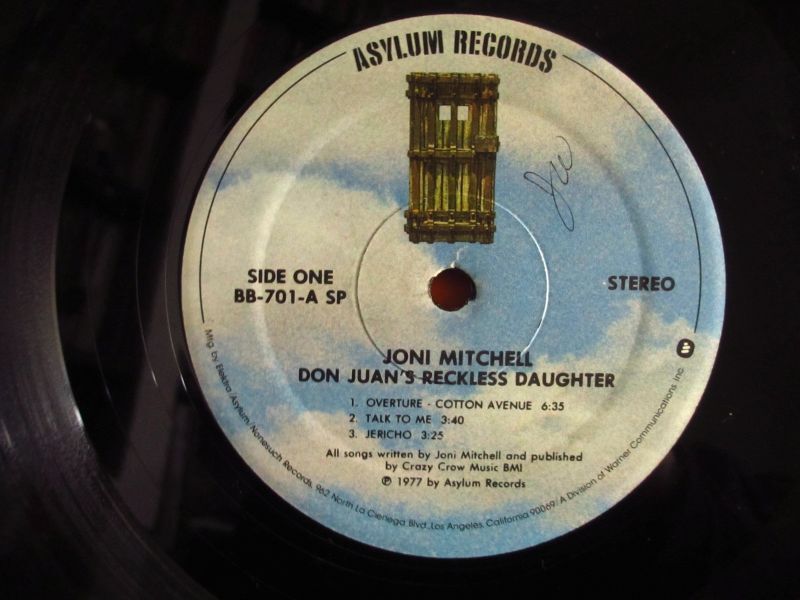 ASYLUM RECORDS
SIDE ONE
BB-701-A SP
STEREO
JONI MITCHELL
DON JUAN'S RECKLESS DAUGHTER
1. OVERTURE - COTTON AVENUE 6:35
2. TALK TO ME 3:40
3. JERICHO 3:25
All songs written by Joni Mitchell and published
by Crazy Crow Music BMI
℗ 1977 by Asylum Records
Mfg. by Elektra/Asylum/Nonesuch Records, 962 North La Cienega Blvd., Los Angeles, California 90069/A Division of Warner Communications Inc.